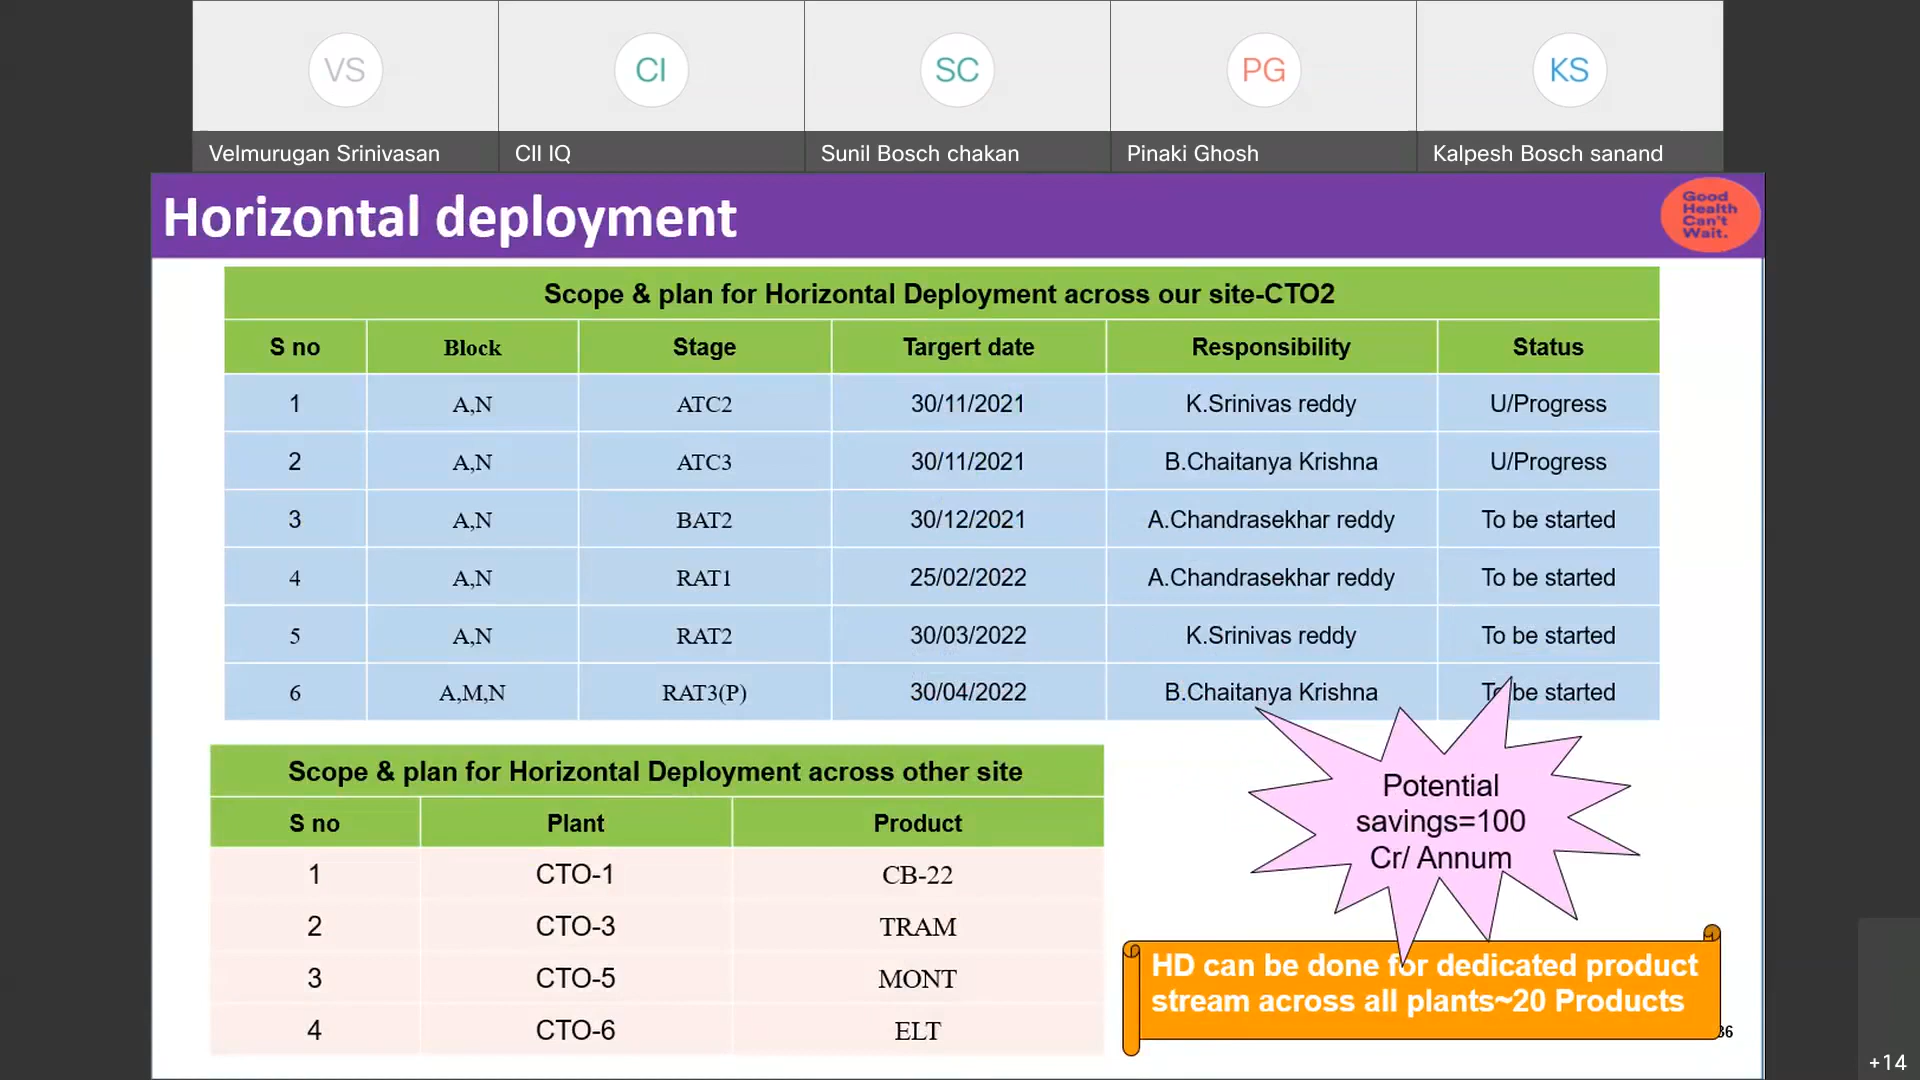 VS CI SC PG KS
Velmurugan Srinivasan CII IQ Sunil Bosch chakan Pinaki Ghosh Kalpesh Bosch sanand
Horizontal deployment
Good
Health
Can't
Wait.
Scope & plan for Horizontal Deployment across our site-CTO2
S no Block Stage Targert date Responsibility Status
1 A,N ATC2 30/11/2021 K.Srinivas reddy U/Progress
2 A,N ATC3 30/11/2021 B.Chaitanya Krishna U/Progress
3 A,N BAT2 30/12/2021 A.Chandrasekhar reddy To be started
4 A,N RAT1 25/02/2022 A.Chandrasekhar reddy To be started
5 A,N RAT2 30/03/2022 K.Srinivas reddy To be started
6 A,M,N RAT3(P) 30/04/2022 B.Chaitanya Krishna To be started
Scope & plan for Horizontal Deployment across other site
S no Plant Product
1 CTO-1 CB-22
2 CTO-3 TRAM
3 CTO-5 MONT
4 CTO-6 ELT
Potential
savings=100
Cr/ Annum
HD can be done for dedicated product
stream across all plants~20 Products
36
+14